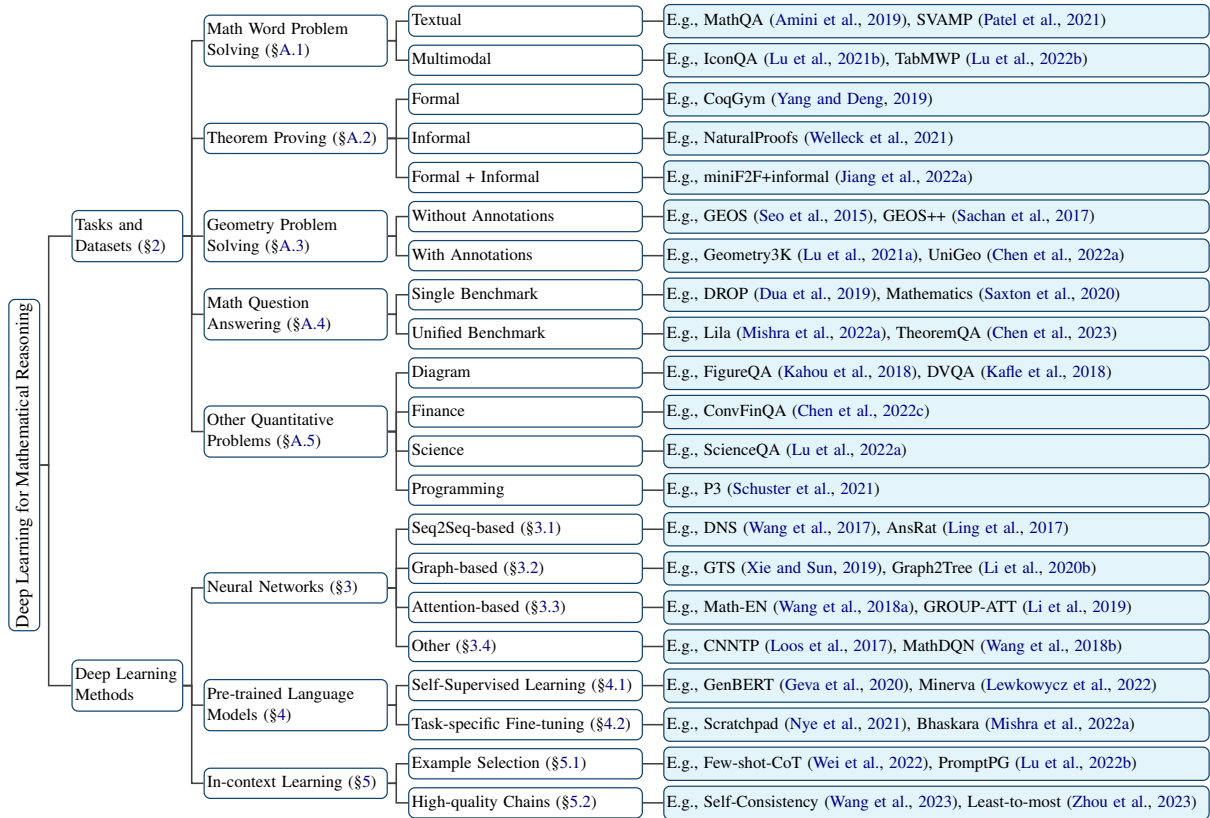 Deep Learning for Mathematical Reasoning
Tasks and
Datasets (§2)
Math Word Problem
Solving (§A.1)
Textual
E.g., MathQA (Amini et al., 2019), SVAMP (Patel et al., 2021)
Multimodal
E.g., IconQA (Lu et al., 2021b), TabMWP (Lu et al., 2022b)
Theorem Proving (§A.2)
Formal
E.g., CoqGym (Yang and Deng, 2019)
Informal
E.g., NaturalProofs (Welleck et al., 2021)
Formal + Informal
E.g., miniF2F+informal (Jiang et al., 2022a)
Geometry Problem
Solving (§A.3)
Without Annotations
E.g., GEOS (Seo et al., 2015), GEOS++ (Sachan et al., 2017)
With Annotations
E.g., Geometry3K (Lu et al., 2021a), UniGeo (Chen et al., 2022a)
Math Question
Answering (§A.4)
Single Benchmark
E.g., DROP (Dua et al., 2019), Mathematics (Saxton et al., 2020)
Unified Benchmark
E.g., Lila (Mishra et al., 2022a), TheoremQA (Chen et al., 2023)
Other Quantitative
Problems (§A.5)
Diagram
E.g., FigureQA (Kahou et al., 2018), DVQA (Kafle et al., 2018)
Finance
E.g., ConvFinQA (Chen et al., 2022c)
Science
E.g., ScienceQA (Lu et al., 2022a)
Programming
E.g., P3 (Schuster et al., 2021)
Deep Learning
Methods
Neural Networks (§3)
Seq2Seq-based (§3.1)
E.g., DNS (Wang et al., 2017), AnsRat (Ling et al., 2017)
Graph-based (§3.2)
E.g., GTS (Xie and Sun, 2019), Graph2Tree (Li et al., 2020b)
Attention-based (§3.3)
E.g., Math-EN (Wang et al., 2018a), GROUP-ATT (Li et al., 2019)
Other (§3.4)
E.g., CNNTP (Loos et al., 2017), MathDQN (Wang et al., 2018b)
Pre-trained Language
Models (§4)
Self-Supervised Learning (§4.1)
E.g., GenBERT (Geva et al., 2020), Minerva (Lewkowycz et al., 2022)
Task-specific Fine-tuning (§4.2)
E.g., Scratchpad (Nye et al., 2021), Bhaskara (Mishra et al., 2022a)
In-context Learning (§5)
Example Selection (§5.1)
E.g., Few-shot-CoT (Wei et al., 2022), PromptPG (Lu et al., 2022b)
High-quality Chains (§5.2)
E.g., Self-Consistency (Wang et al., 2023), Least-to-most (Zhou et al., 2023)